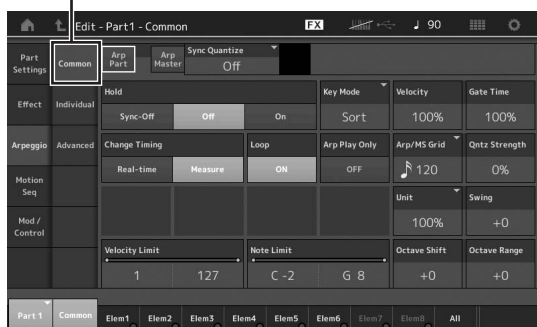 Edit - Part1 - Common
FX
90
Part Settings
Common
Arp Part
Arp Master
Sync Quantize
Off
Effect
Individual
Hold
Sync-Off
Off
On
Key Mode
Sort
Velocity
100%
Gate Time
100%
Arpeggio
Advanced
Change Timing
Real-time
Measure
Loop
ON
Arp Play Only
OFF
Arp/MS Grid
120
Qntz Strength
0%
Motion Seq
Unit
100%
Swing
+0
Mod / Control
Velocity Limit
1
127
Note Limit
C -2
G 8
Octave Shift
+0
Octave Range
+0
Part 1
Common
Elem1
Elem2
Elem3
Elem4
Elem5
Elem6
Elem7
Elem8
All